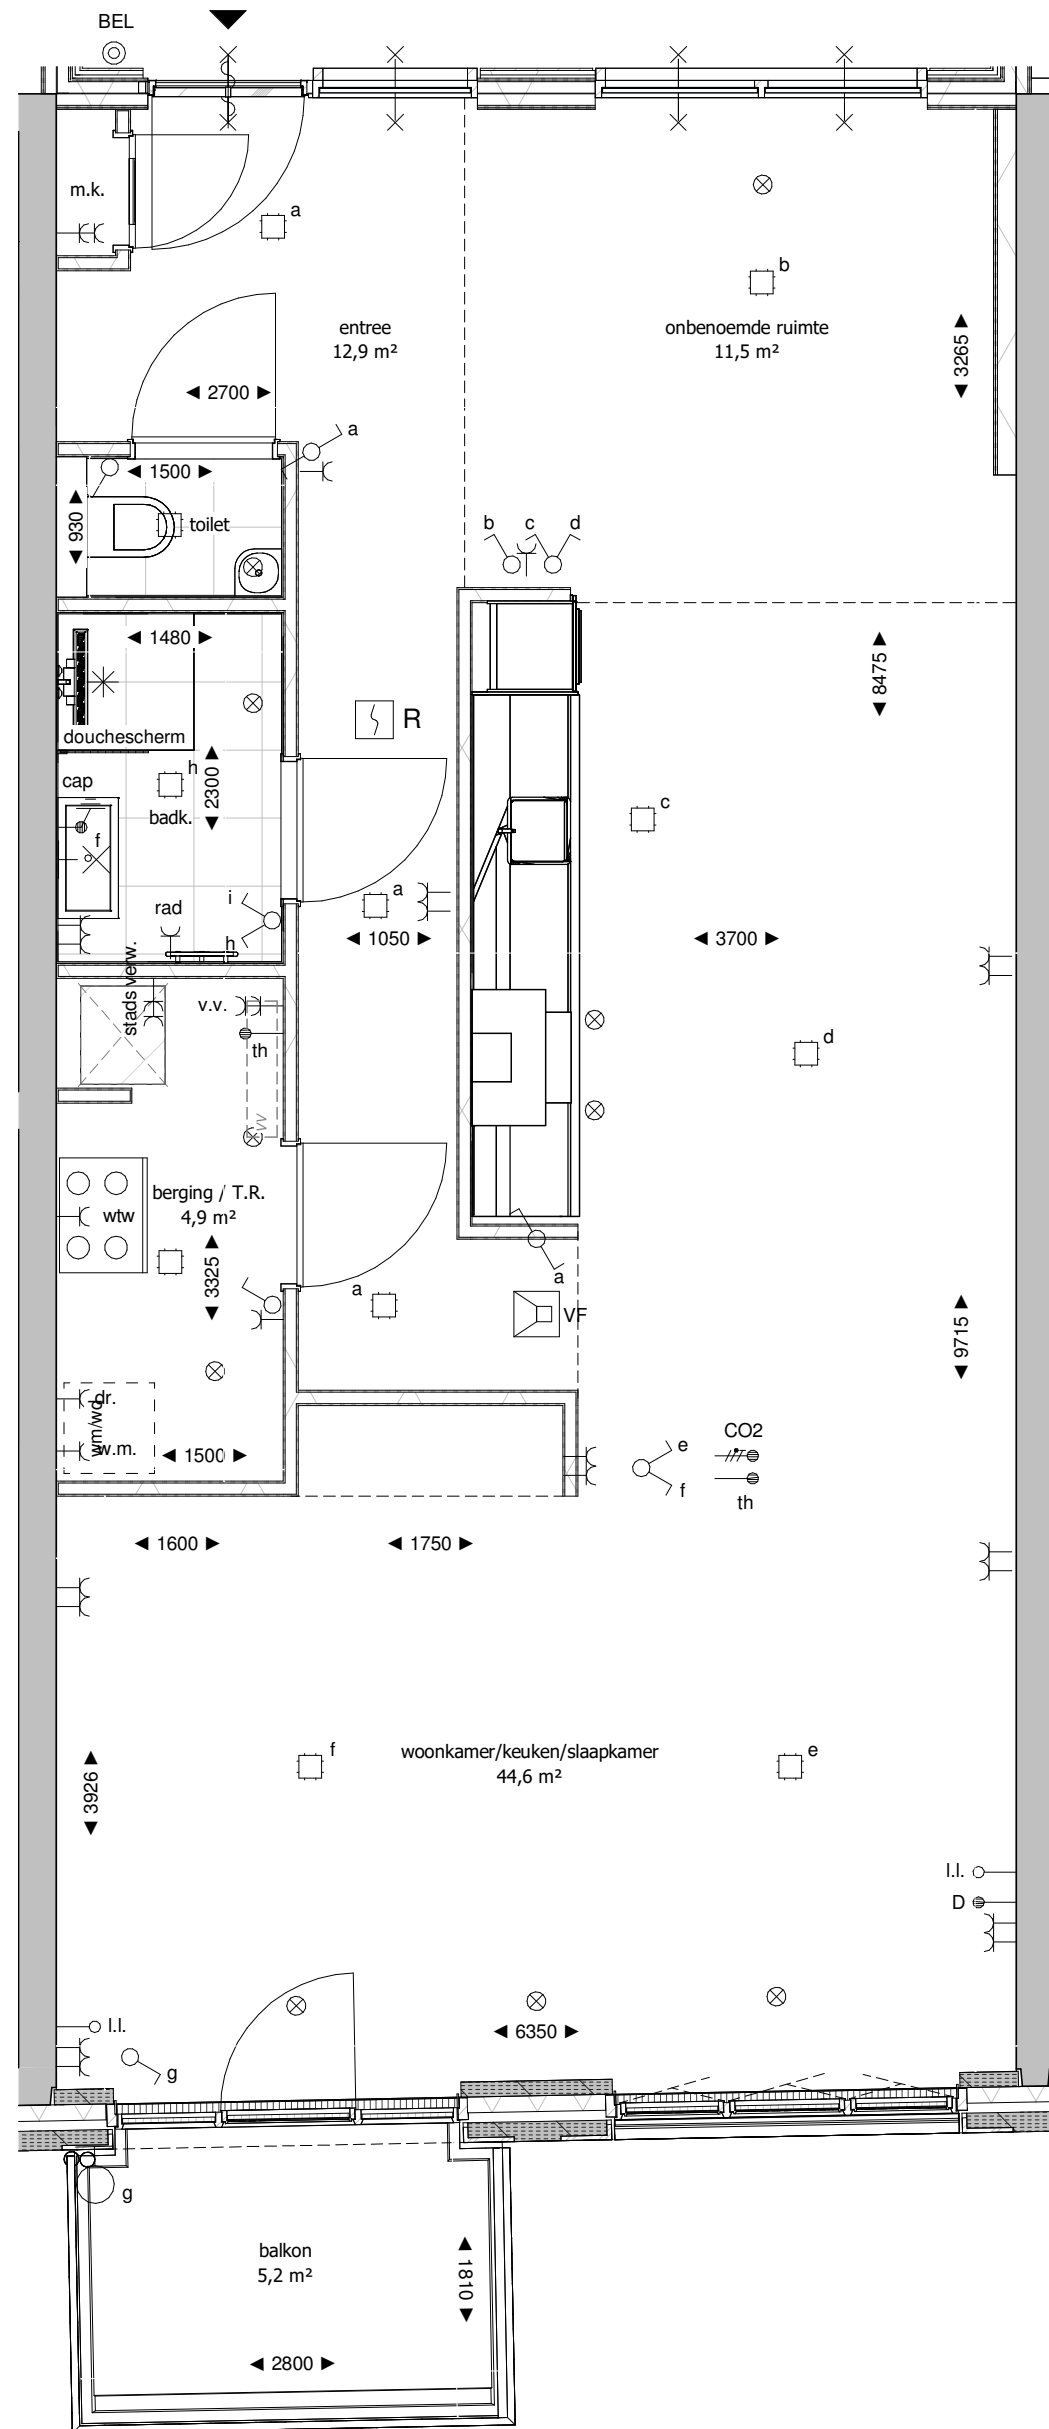 BEL
m.k.
a
b
entree
12,9 m²
onbenoemde ruimte
11,5 m²
3265
2700
a
1500
930
toilet
b
c
d
1480
8475
R
douchescherm
cap
h
2300
badk.
f
c
a
i
rad
h
1050
3700
stads verw.
v.v.
th
d
VV
berging / T.R.
4,9 m²
wtw
3325
a
a
VF
9715
dr.
wm/wd
w.m.
1500
CO2
e
f
th
1600
1750
f
woonkamer/keuken/slaapkamer
44,6 m²
e
3926
l.l.
D
l.l.
6350
g
g
balkon
5,2 m²
1810
2800